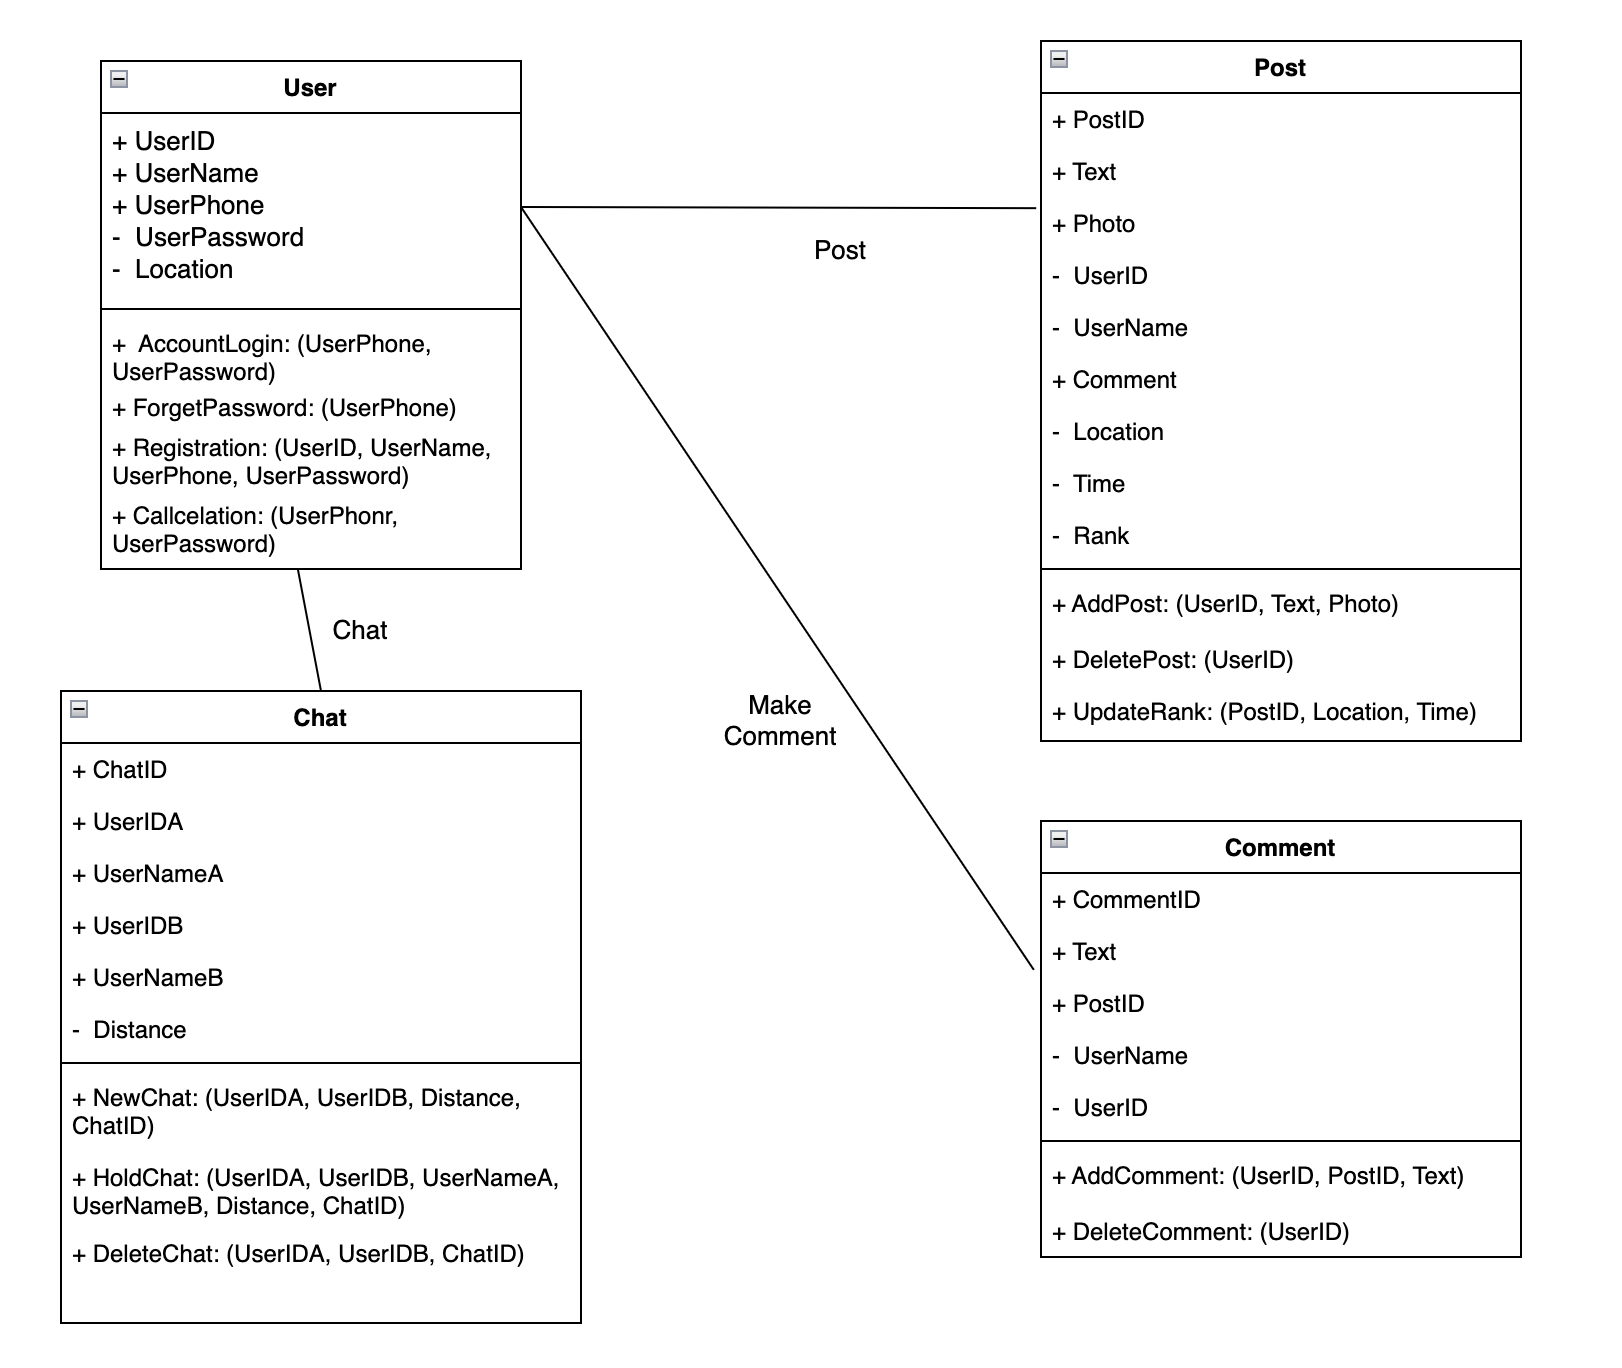 User
+ UserID
+ UserName
+ UserPhone
- UserPassword
- Location
+ AccountLogin: (UserPhone,
UserPassword)
+ ForgetPassword: (UserPhone)
+ Registration: (UserID, UserName,
UserPhone, UserPassword)
+ Callcelation: (UserPhonr,
UserPassword)
Post
Post
+ PostID
+ Text
+ Photo
- UserID
- UserName
+ Comment
- Location
- Time
- Rank
+ AddPost: (UserID, Text, Photo)
+ DeletePost: (UserID)
+ UpdateRank: (PostID, Location, Time)
Chat
Make
Comment
Chat
+ ChatID
+ UserIDA
+ UserNameA
+ UserIDB
+ UserNameB
- Distance
+ NewChat: (UserIDA, UserIDB, Distance,
ChatID)
+ HoldChat: (UserIDA, UserIDB, UserNameA,
UserNameB, Distance, ChatID)
+ DeleteChat: (UserIDA, UserIDB, ChatID)
Comment
+ CommentID
+ Text
+ PostID
- UserName
- UserID
+ AddComment: (UserID, PostID, Text)
+ DeleteComment: (UserID)